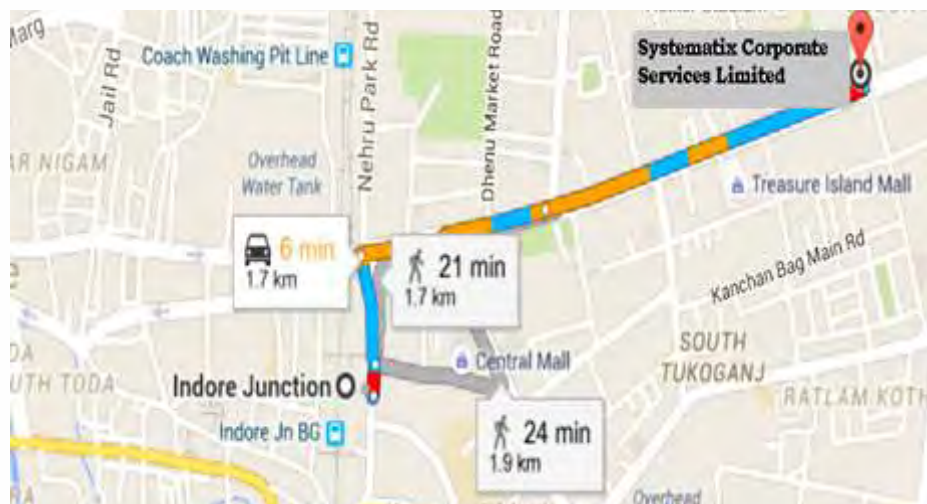 Marg
Jail Rd
Coach Washing Pit Line
Nehru Park Rd
Dhenu Market Road
Systematix Corporate
Services Limited
AR NIGAM
Overhead
Water Tank
Treasure Island Mall
6 min
1.7 km
21 min
1.7 km
Kanchan Bag Main Rd
SOUTH
TUKOGANJ
Central Mall
Indore Junction
UTH TODA
RATLAM KOTH
Indore Jn BG
24 min
1.9 km
Overhead